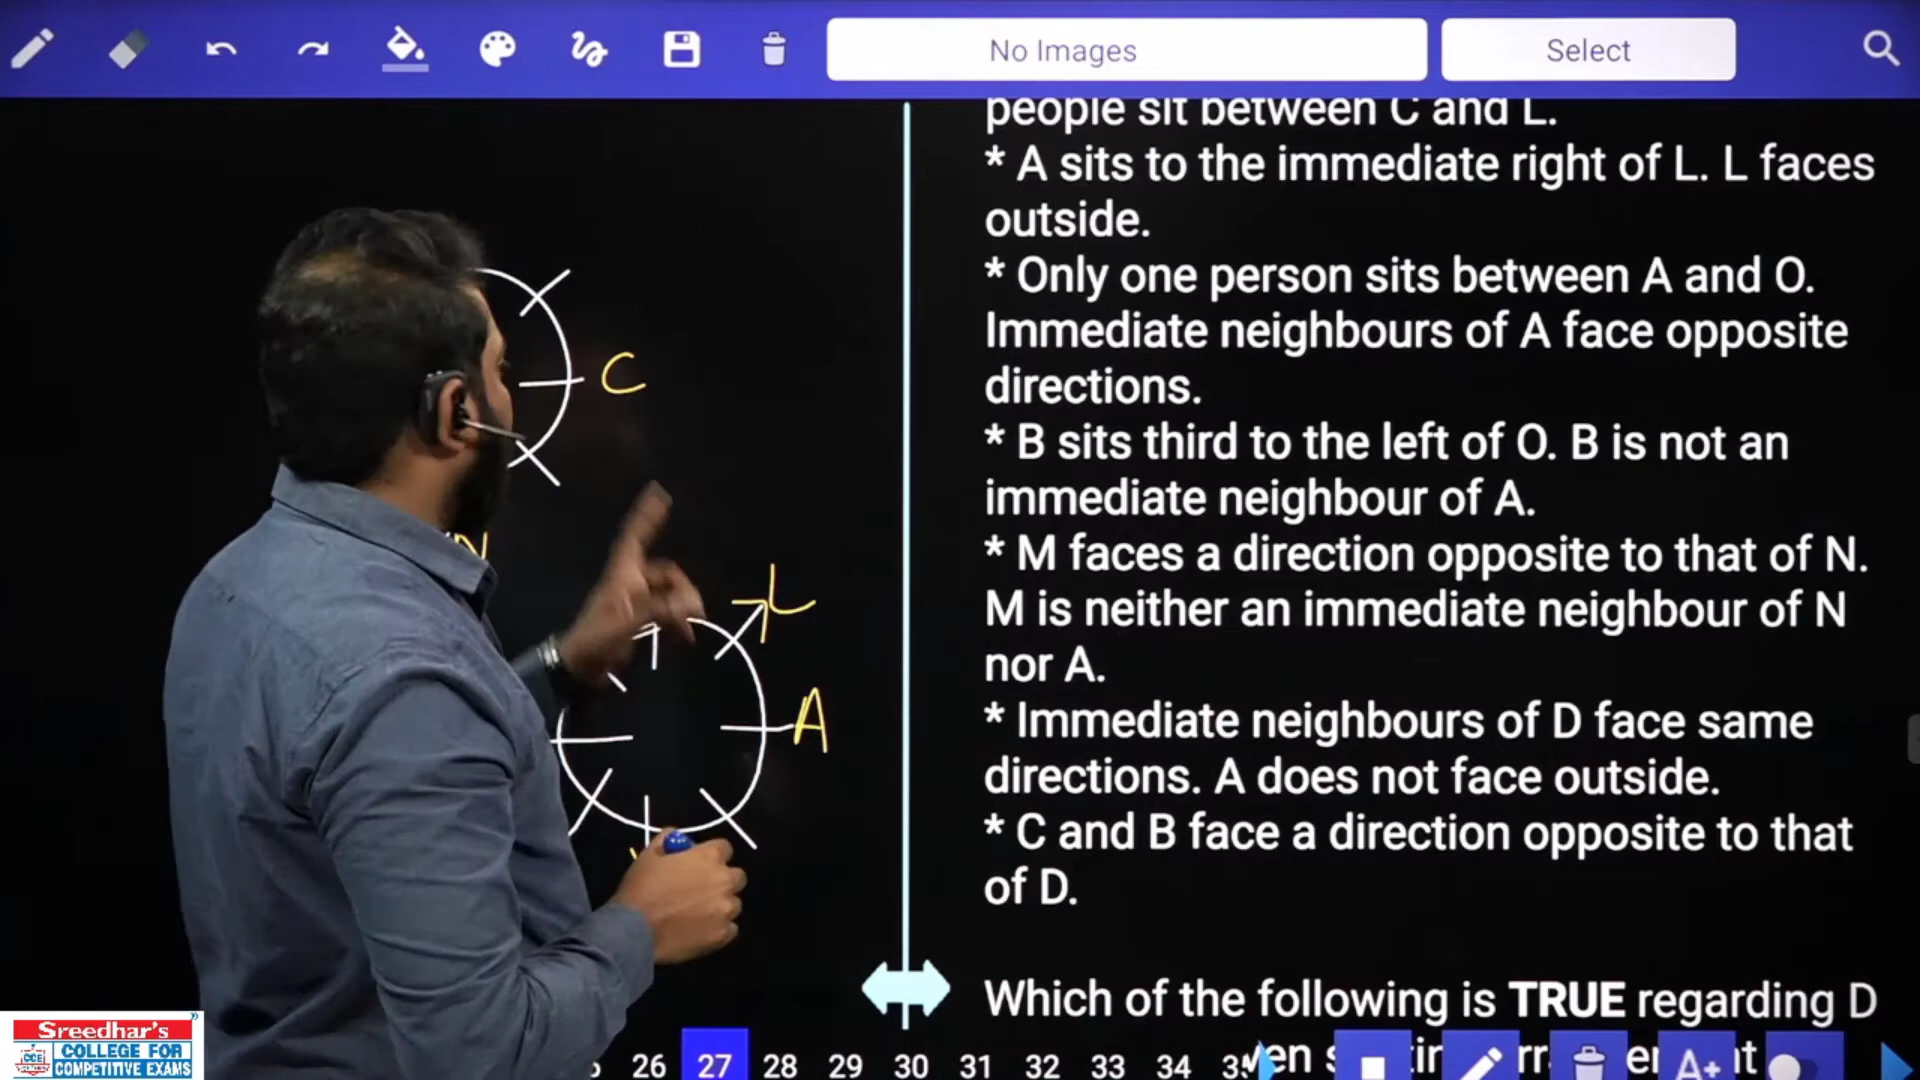 No Images
Select
people sit between C and L.
* A sits to the immediate right of L. L faces
outside.
* Only one person sits between A and O.
Immediate neighbours of A face opposite
directions.
* B sits third to the left of O. B is not an
immediate neighbour of A.
* M faces a direction opposite to that of N.
M is neither an immediate neighbour of N
nor A.
* Immediate neighbours of D face same
directions. A does not face outside.
* C and B face a direction opposite to that
of D.
Which of the following is TRUE regarding D
C
N
L
A
Sreedhar's
CCE
COLLEGE FOR
COMPETITIVE EXAMS
26 27 28 29 30 31 32 33 34
A+